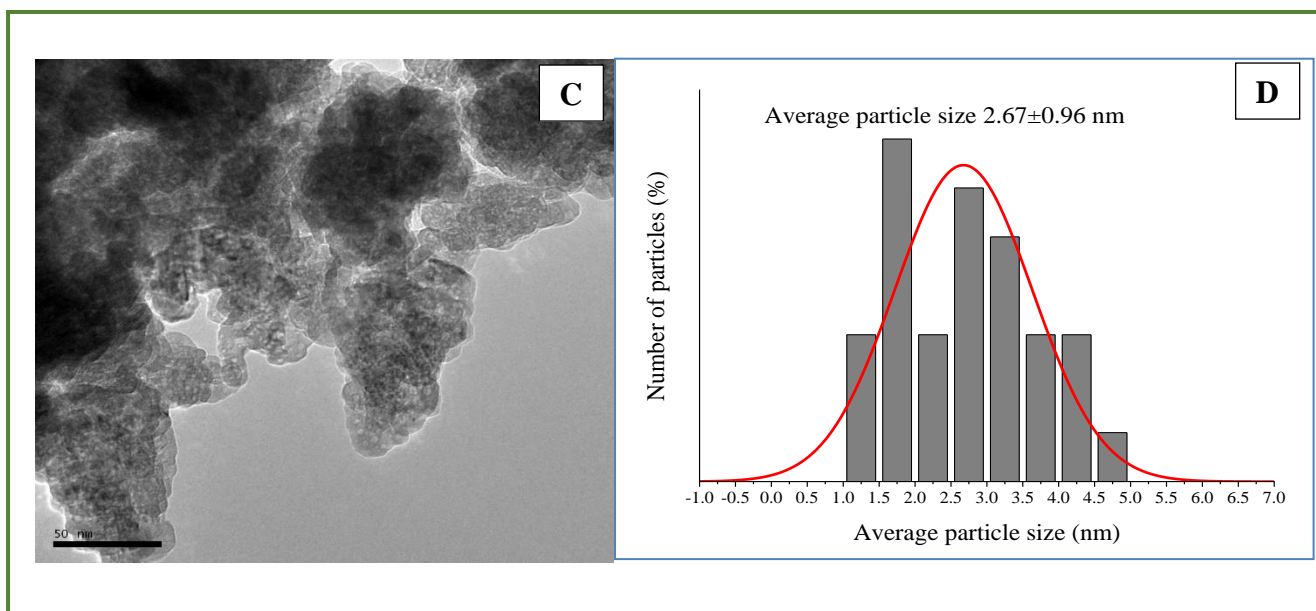 C
50 nm
D
Average particle size 2.67±0.96 nm
Number of particles (%)
-1.0 -0.5 0.0 0.5 1.0 1.5 2.0 2.5 3.0 3.5 4.0 4.5 5.0 5.5 6.0 6.5 7.0
Average particle size (nm)